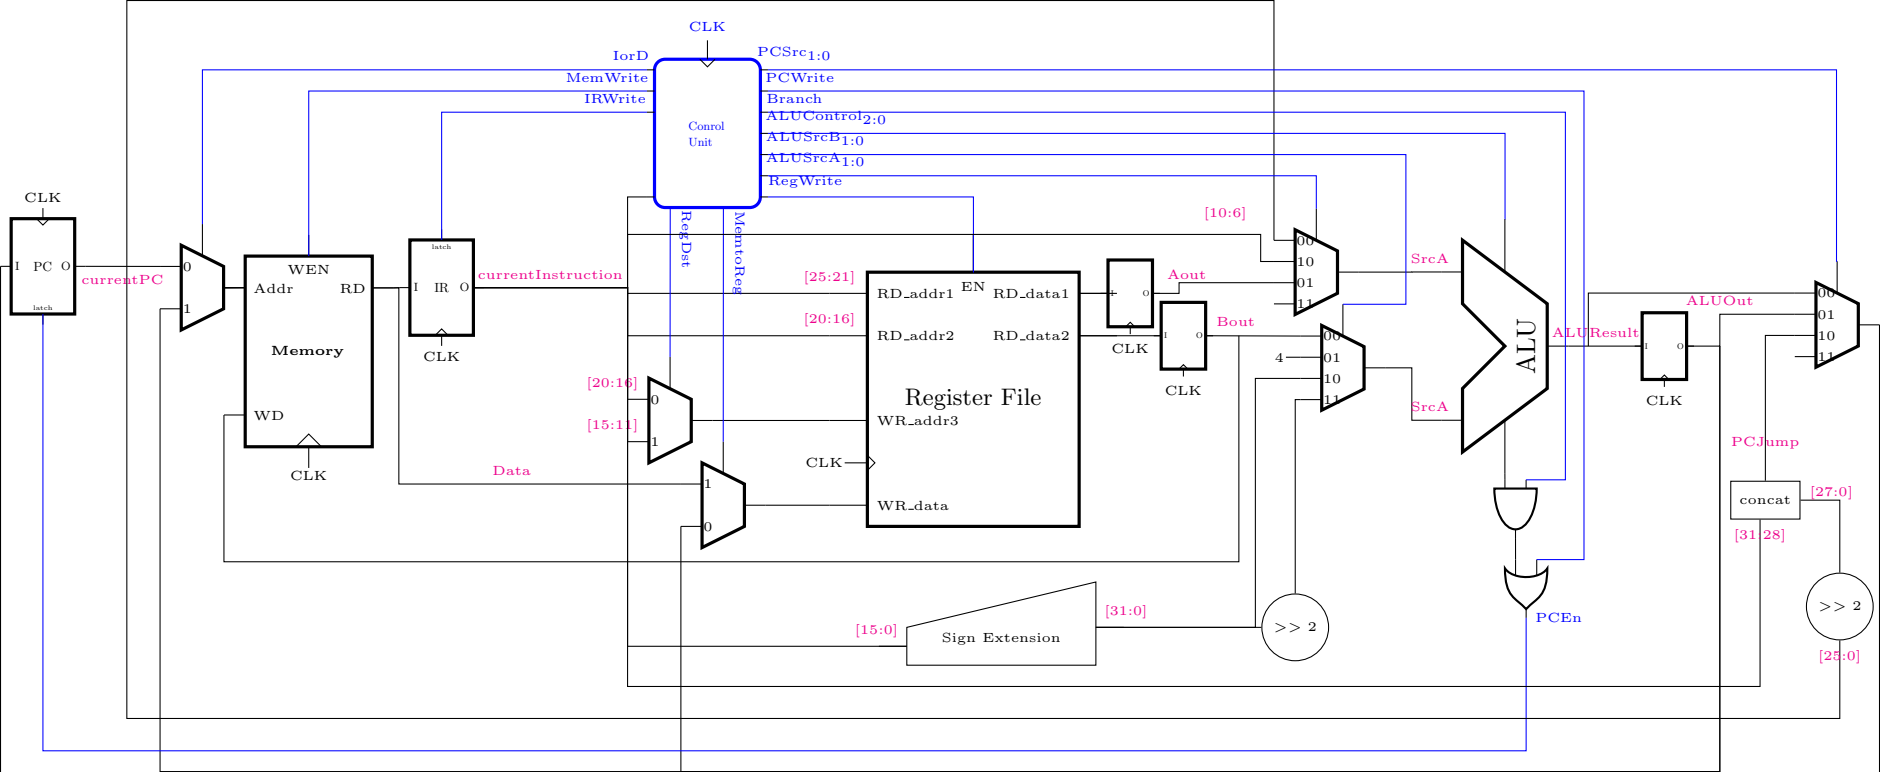 CLK
IorD
MemWrite
IRWrite
PCSrc1:0
PCWrite
Branch
ALUControl2:0
ALUSrcB1:0
ALUSrcA1:0
RegWrite
Conrol
Unit
RegDst
MemtoReg
CLK
I PC O
latch
currentPC
0
1
WEN
Addr RD
Memory
WD
CLK
latch
I IR O
CLK
currentInstruction
Data
[20:16]
0
[15:11]
1
1
0
[25:21]
[20:16]
EN
RD_addr1 RD_data1
RD_addr2 RD_data2
Register File
WR_addr3
CLK
WR_data
I O
CLK
Aout
I O
CLK
Bout
[10:6]
00
10
01
11
4
00
01
10
11
SrcA
SrcA
ALU
ALUResult
I O
CLK
ALUOut
00
01
10
11
PCJump
concat
[27:0]
[31:28]
>> 2
[25:0]
PCEn
[15:0]
Sign Extension
[31:0]
>> 2